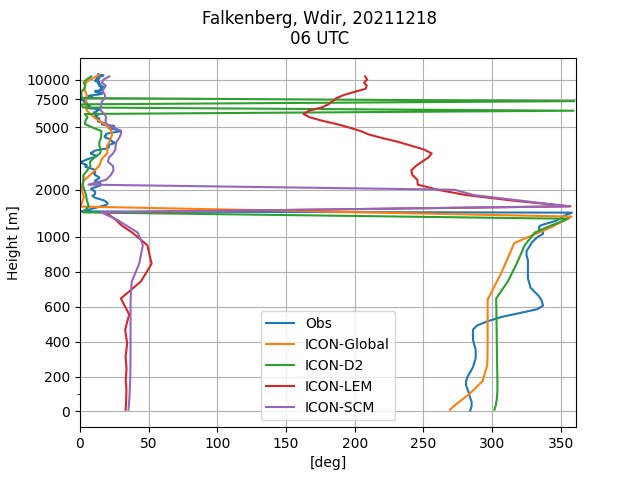 Falkenberg, Wdir, 20211218
06 UTC
Height [m]
10000
7500
5000
2000
1000
800
600
400
200
0
Obs
ICON-Global
ICON-D2
ICON-LEM
ICON-SCM
0 50 100 150 200 250 300 350
[deg]